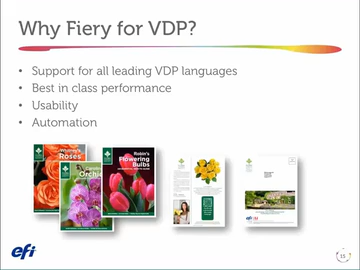 Why Fiery for VDP?
• Support for all leading VDP languages
• Best in class performance
• Usability
• Automation
Roses
Orchi
Robin's
Flowering
Bulbs
efi
15